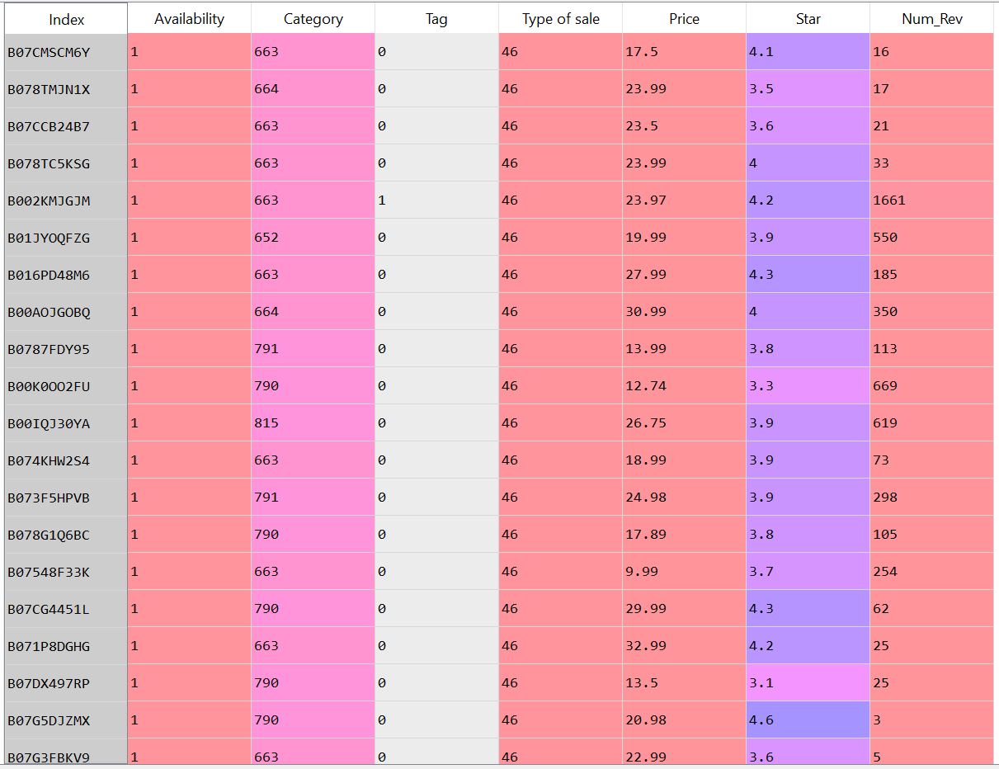 Index Availability Category Tag Type of sale Price Star Num_Rev
B07CMSCM6Y 1 663 0 46 17.5 4.1 16
B078TMJN1X 1 664 0 46 23.99 3.5 17
B07CCB24B7 1 663 0 46 23.5 3.6 21
B078TC5KSG 1 663 0 46 23.99 4 33
B002KMJGJM 1 663 1 46 23.97 4.2 1661
B01JYOQFZG 1 652 0 46 19.99 3.9 550
B016PD48M6 1 663 0 46 27.99 4.3 185
B00AOJGOBQ 1 664 0 46 30.99 4 350
B0787FDY95 1 791 0 46 13.99 3.8 113
B00K0OO2FU 1 790 0 46 12.74 3.3 669
B00IQJ30YA 1 815 0 46 26.75 3.9 619
B074KHW2S4 1 663 0 46 18.99 3.9 73
B073F5HPVB 1 791 0 46 24.98 3.9 298
B078G1Q6BC 1 790 0 46 17.89 3.8 105
B07548F33K 1 663 0 46 9.99 3.7 254
B07CG4451L 1 790 0 46 29.99 4.3 62
B071P8DGHG 1 663 0 46 32.99 4.2 25
B07DX497RP 1 790 0 46 13.5 3.1 25
B07G5DJZMX 1 790 0 46 20.98 4.6 3
B07G3FBKV9 1 663 0 46 22.99 3.6 5